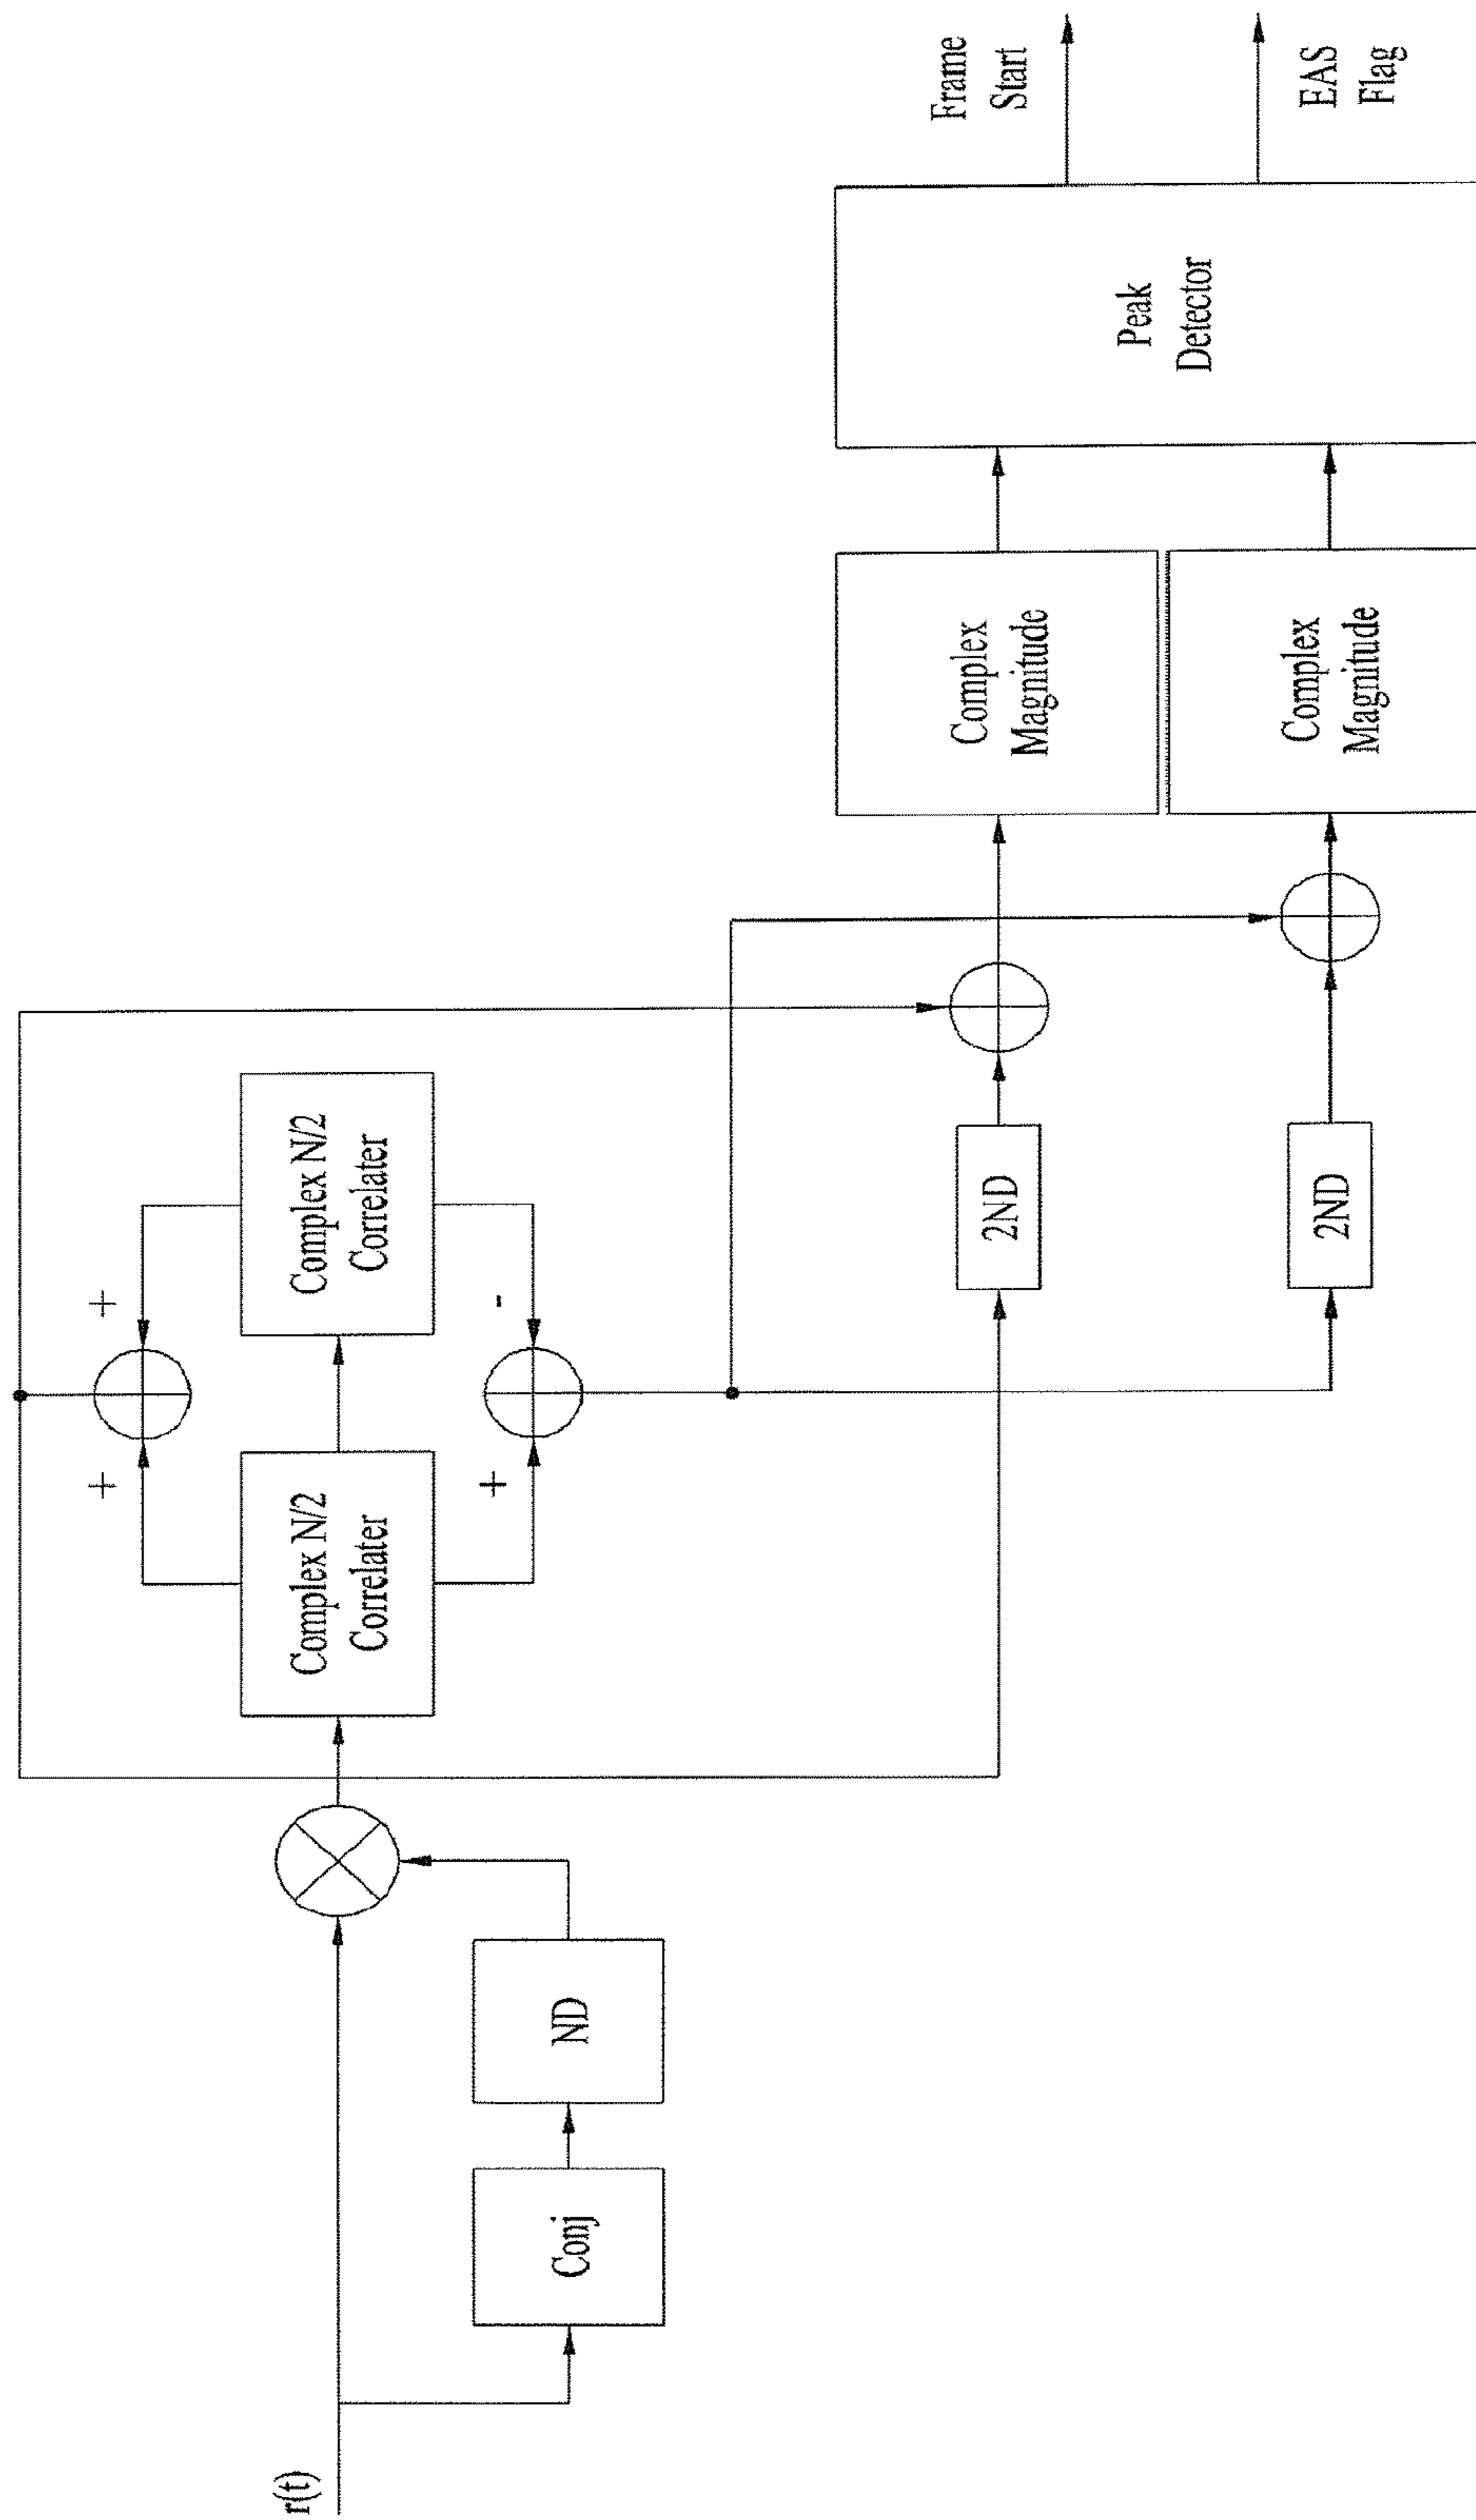 r(t)
Conj
ND
Complex N/2
Correlater
Complex N/2
Correlater
+
+
+
-
2ND
2ND
Complex
Magnitude
Complex
Magnitude
Peak
Detector
Frame
Start
EAS
Flag